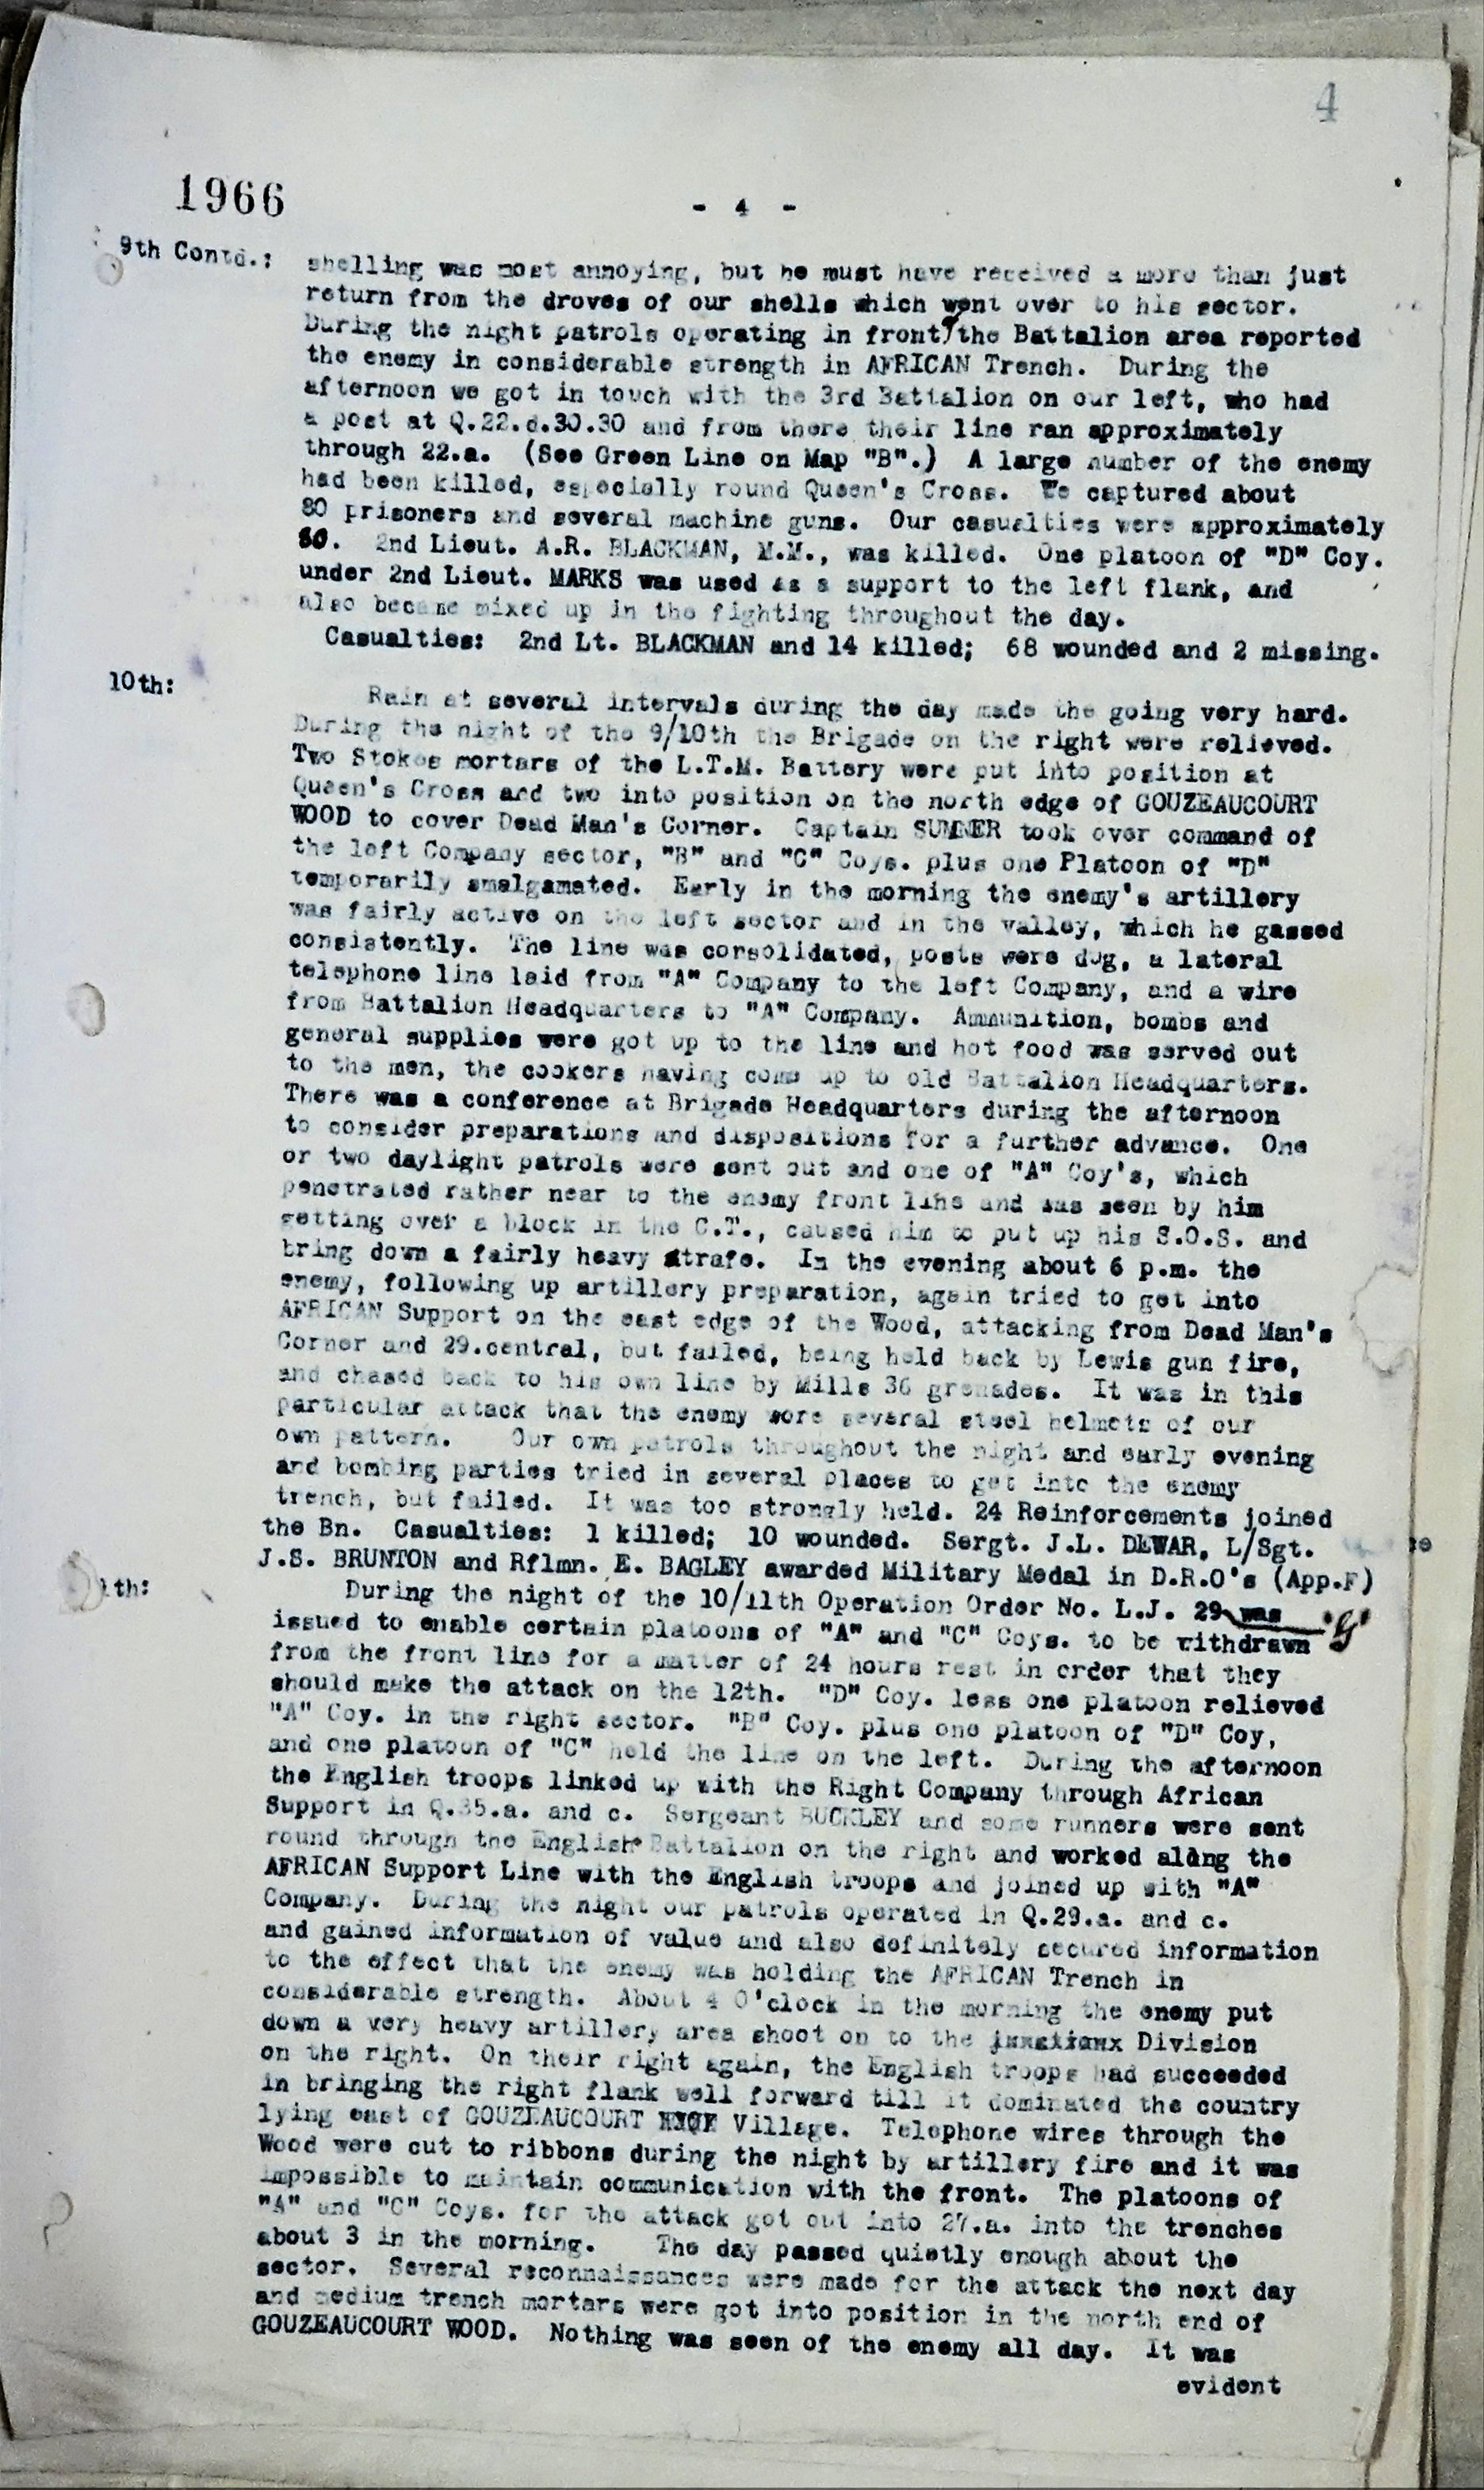 4
1966
- 4 -
9th Contd.:
shelling was most annoying, but he must have received a more than just
return from the droves of our shells which went over to his sector.
During the night patrols operating in front of the Battalion area reported
the enemy in considerable strength in AFRICAN Trench. During the
afternoon we got in touch with the 3rd Battalion on our left, who had
a post at Q.22.d.30.30 and from there their line ran approximately
through 22.a. (See Green Line on Map "B".) A large number of the enemy
had been killed, especially round Queen's Cross. We captured about
80 prisoners and several machine guns. Our casualties were approximately
2nd Lieut. A.R. BLACKMAN, M.M., was killed. One platoon of "D" Coy.
under 2nd Lieut. MARKS was used as a support to the left flank, and
also became mixed up in the fighting throughout the day.
Casualties: 2nd Lt. BLACKMAN and 14 killed; 68 wounded and 2 missing.
10th:
Rain at several intervals during the day made the going very hard.
During the night of the 9/10th the Brigade on the right were relieved.
Two Stokes mortars of the L.T.M. Battery were put into position at
Queen's Cross and two into position on the north edge of GOUZEAUCOURT
WOOD to cover Dead Man's Corner. Captain SUMNER took over command of
the left Company sector, "B" and "C" Coys. plus one Platoon of "D"
temporarily amalgamated. Early in the morning the enemy's artillery
was fairly active on the left sector and in the valley, which he gassed
consistently. The line was consolidated, posts were dug, a lateral
telephone line laid from "A" Company to the left Company, and a wire
from Battalion Headquarters to "A" Company. Ammunition, bombs and
general supplies were got up to the line and hot food was served out
to the men, the cookers having come up to old Battalion Headquarters.
There was a conference at Brigade Headquarters during the afternoon
to consider preparations and dispositions for a further advance. One
or two daylight patrols were sent out and one of "A" Coy's, which
penetrated rather near to the enemy front line and was seen by him
getting over a block in the C.T., caused him to put up his S.O.S. and
bring down a fairly heavy strafe. In the evening about 6 p.m. the
enemy, following up artillery preparation, again tried to get into
AFRICAN Support on the east edge of the Wood, attacking from Dead Man's
Corner and 29.central, but failed, being held back by Lewis gun fire,
and chased back to his own line by Mills 36 grenades. It was in this
particular attack that the enemy wore several steel helmets of our
own pattern. Our own patrols throughout the night and early evening
and bombing parties tried in several places to get into the enemy
trench, but failed. It was too strongly held. 24 Reinforcements joined
the Bn. Casualties: 1 killed; 10 wounded. Sergt. J.L. DEWAR, L/Sgt.
J.S. BRUNTON and Rflmn. E. BAGLEY awarded Military Medal in D.R.O's (App.F)
1th:
During the night of the 10/11th Operation Order No. L.J. 29 was
issued to enable certain platoons of "A" and "C" Coys. to be withdrawn "G"
from the front line for a matter of 24 hours rest in order that they
should make the attack on the 12th. "D" Coy. less one platoon relieved
"A" Coy. in the right sector. "B" Coy. plus one platoon of "D" Coy,
and one platoon of "C" held the line on the left. During the afternoon
the English troops linked up with the Right Company through African
Support in Q.35.a. and c. Sergeant BUCKLEY and some runners were sent
round through the English Battalion on the right and worked along the
AFRICAN Support Line with the English troops and joined up with "A"
Company. During the night our patrols operated in Q.29.a. and c.
and gained information of value and also definitely secured information
to the effect that the enemy was holding the AFRICAN Trench in
considerable strength. About 4 O'clock in the morning the enemy put
down a very heavy artillery area shoot on to the Division
on the right. On their right again, the English troops had succeeded
in bringing the right flank well forward till it dominated the country
lying east of GOUZEAUCOURT Village. Telephone wires through the
Wood were cut to ribbons during the night by artillery fire and it was
impossible to maintain communication with the front. The platoons of
"A" and "C" Coys. for the attack got out into 27.a. into the trenches
about 3 in the morning. The day passed quietly enough about the
sector. Several reconnaissances were made for the attack the next day
and medium trench mortars were got into position in the north end of
GOUZEAUCOURT WOOD. Nothing was seen of the enemy all day. It was
evident